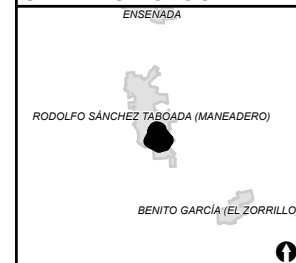 ENSENADA
RODOLFO SÁNCHEZ TABOADA (MANEADERO)
BENITO GARCÍA (EL ZORRILLO)